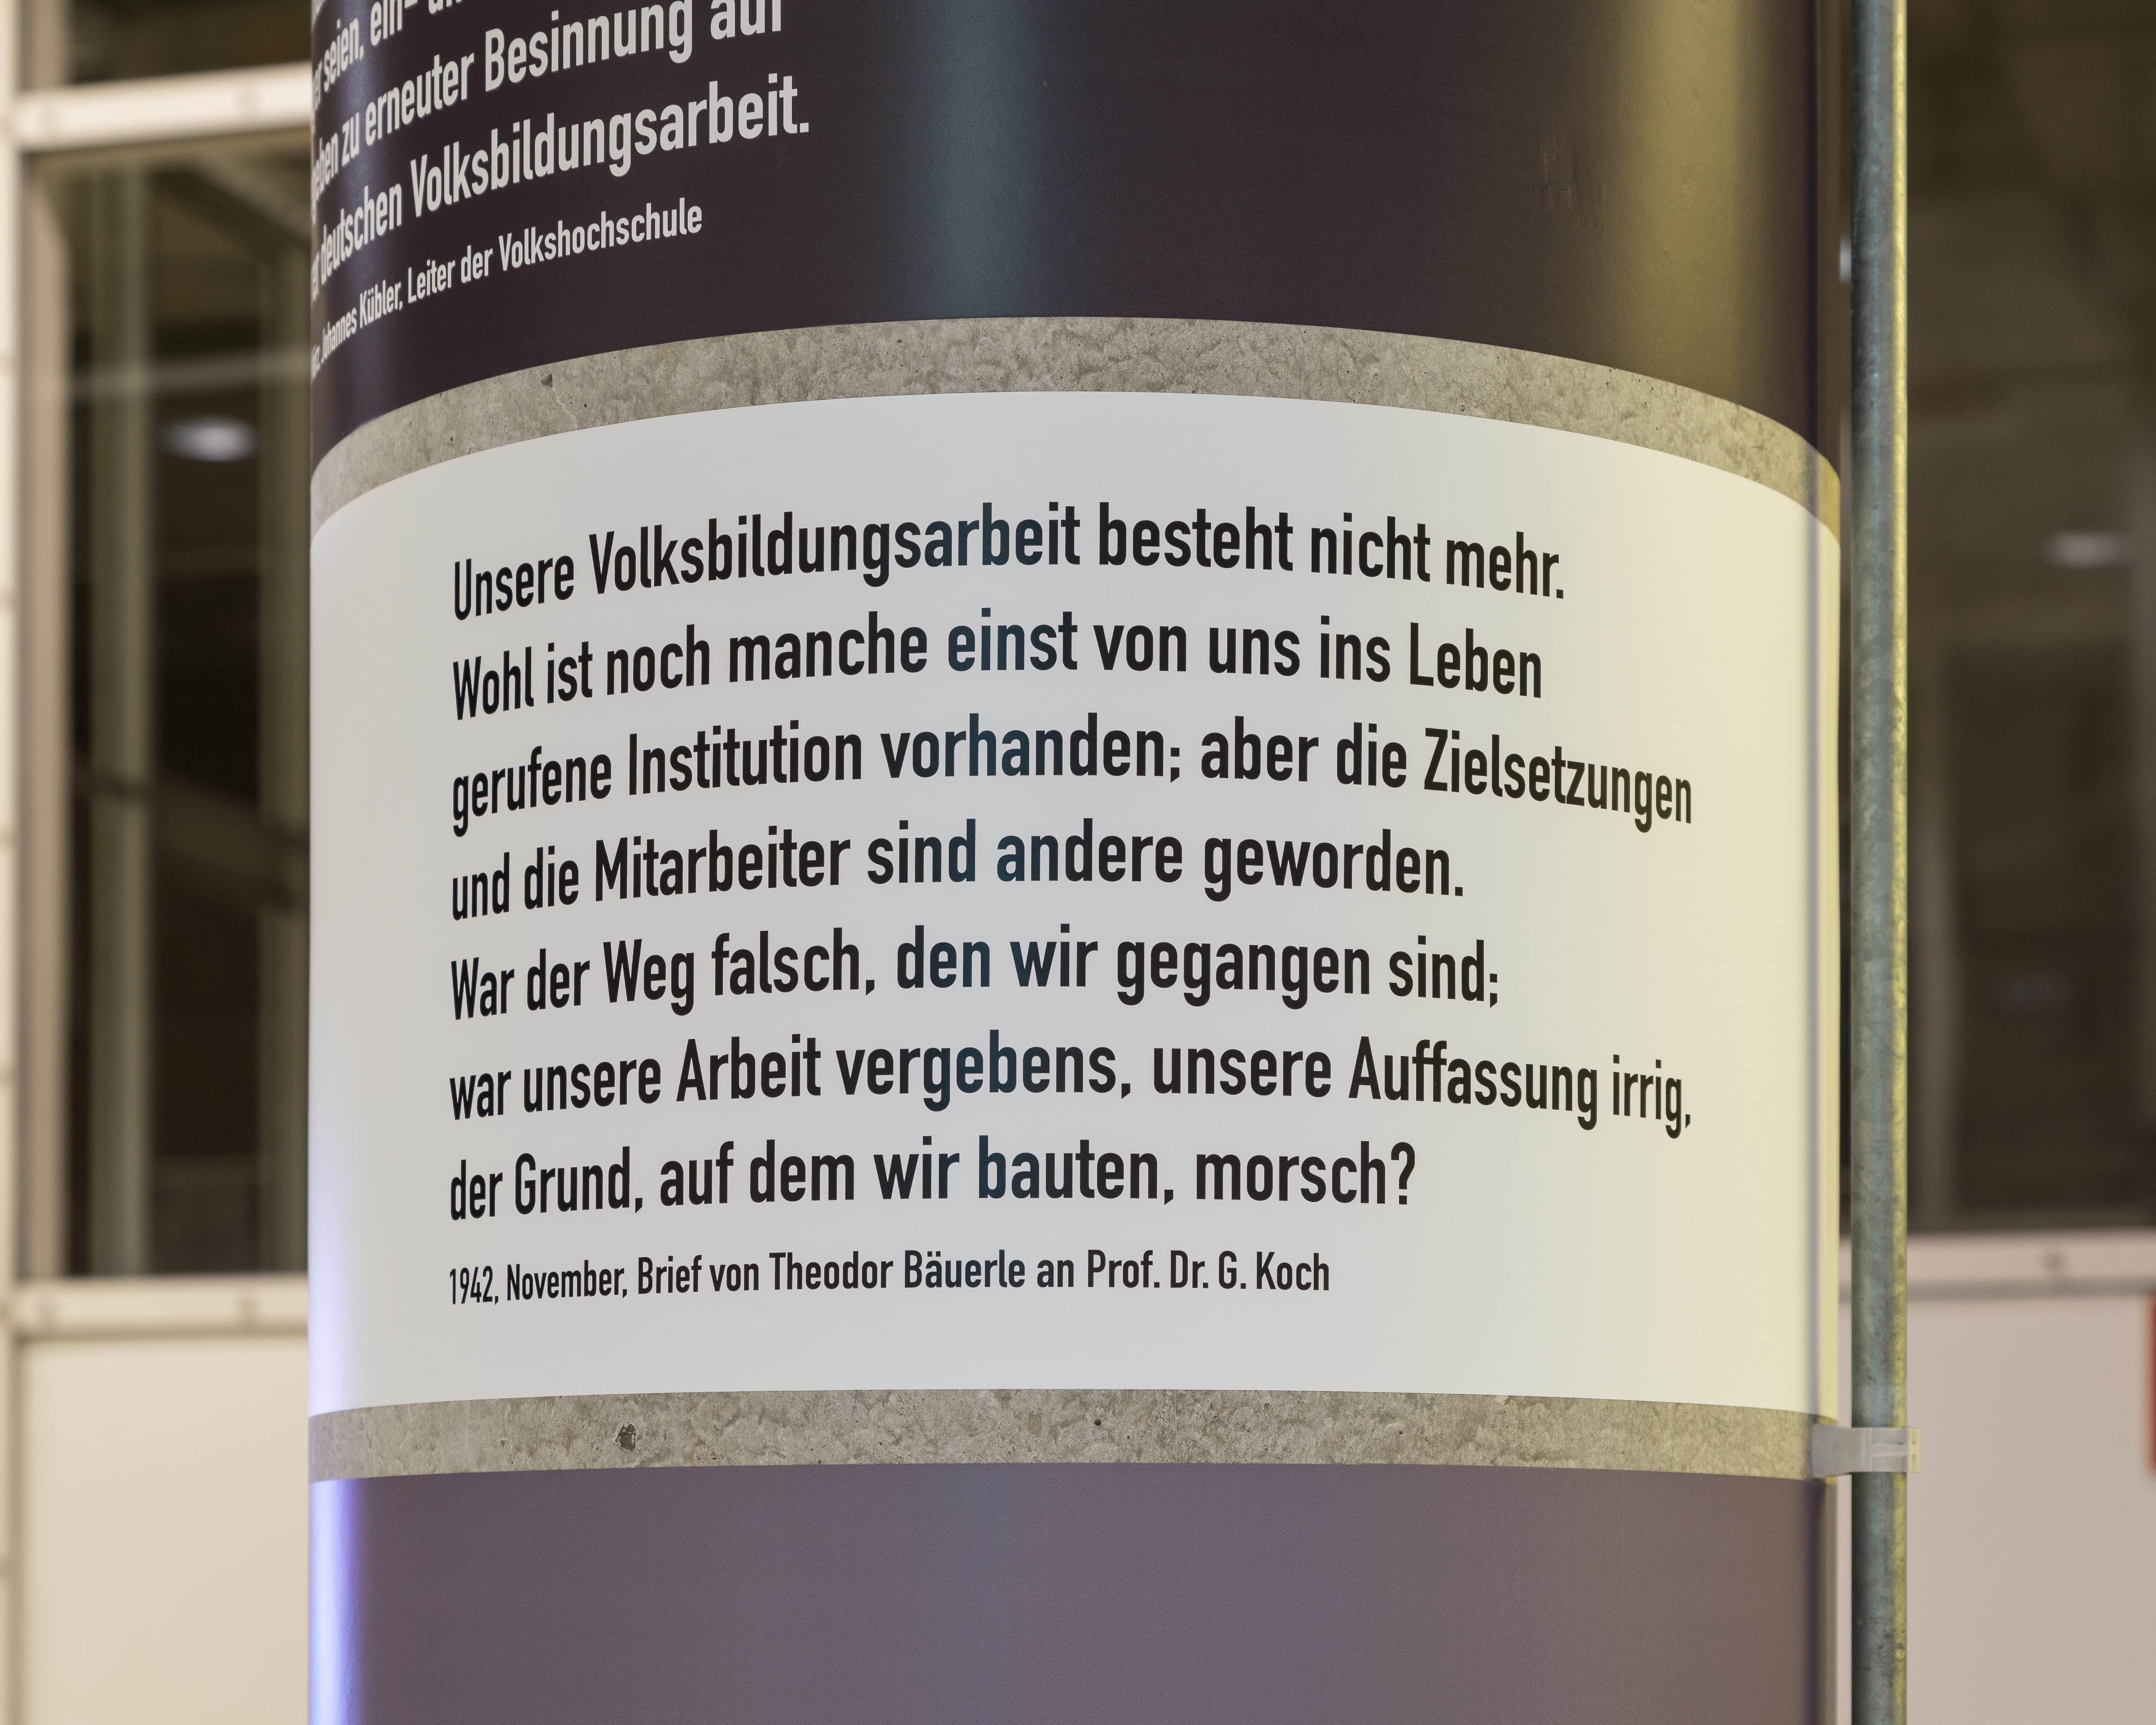 seien, ein-
zu erneuter Besinnung auf
deutschen Volksbildungsarbeit.
Johannes Kübler, Leiter der Volkshochschule
Unsere Volksbildungsarbeit besteht nicht mehr.
Wohl ist noch manche einst von uns ins Leben
gerufene Institution vorhanden; aber die Zielsetzungen
und die Mitarbeiter sind andere geworden.
War der Weg falsch, den wir gegangen sind;
war unsere Arbeit vergebens, unsere Auffassung irrig,
der Grund, auf dem wir bauten, morsch?
1942, November, Brief von Theodor Bäuerle an Prof. Dr. G. Koch